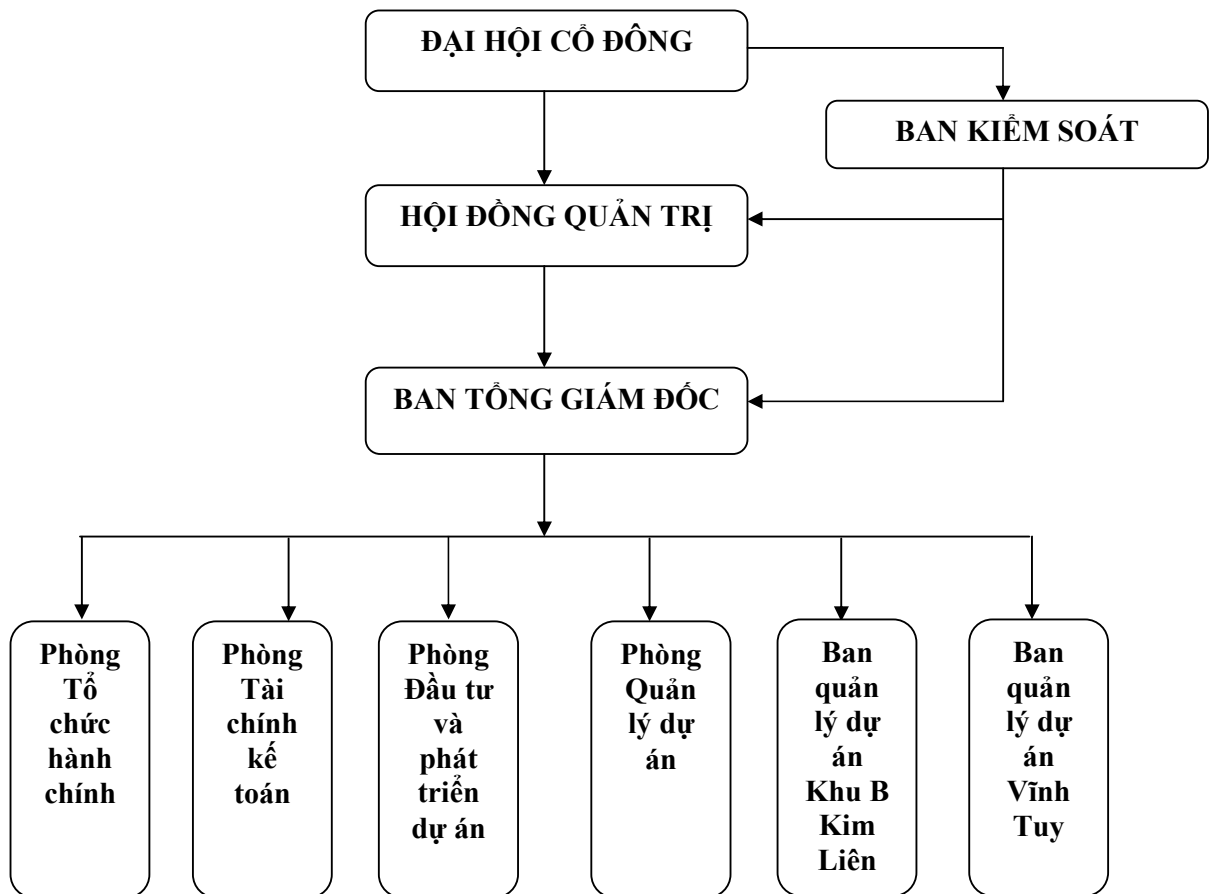 ĐẠI HỘI CỔ ĐÔNG
BAN KIỂM SOÁT
HỘI ĐỒNG QUẢN TRỊ
BAN TỔNG GIÁM ĐỐC
Phòng
Tổ
chức
hành
chính
Phòng
Tài
chính
kế
toán
Phòng
Đầu tư
và
phát
triển
dự án
Phòng
Quản
lý dự
án
Ban
quản
lý dự
án
Khu B
Kim
Liên
Ban
quản
lý dự
án
Vĩnh
Tuy